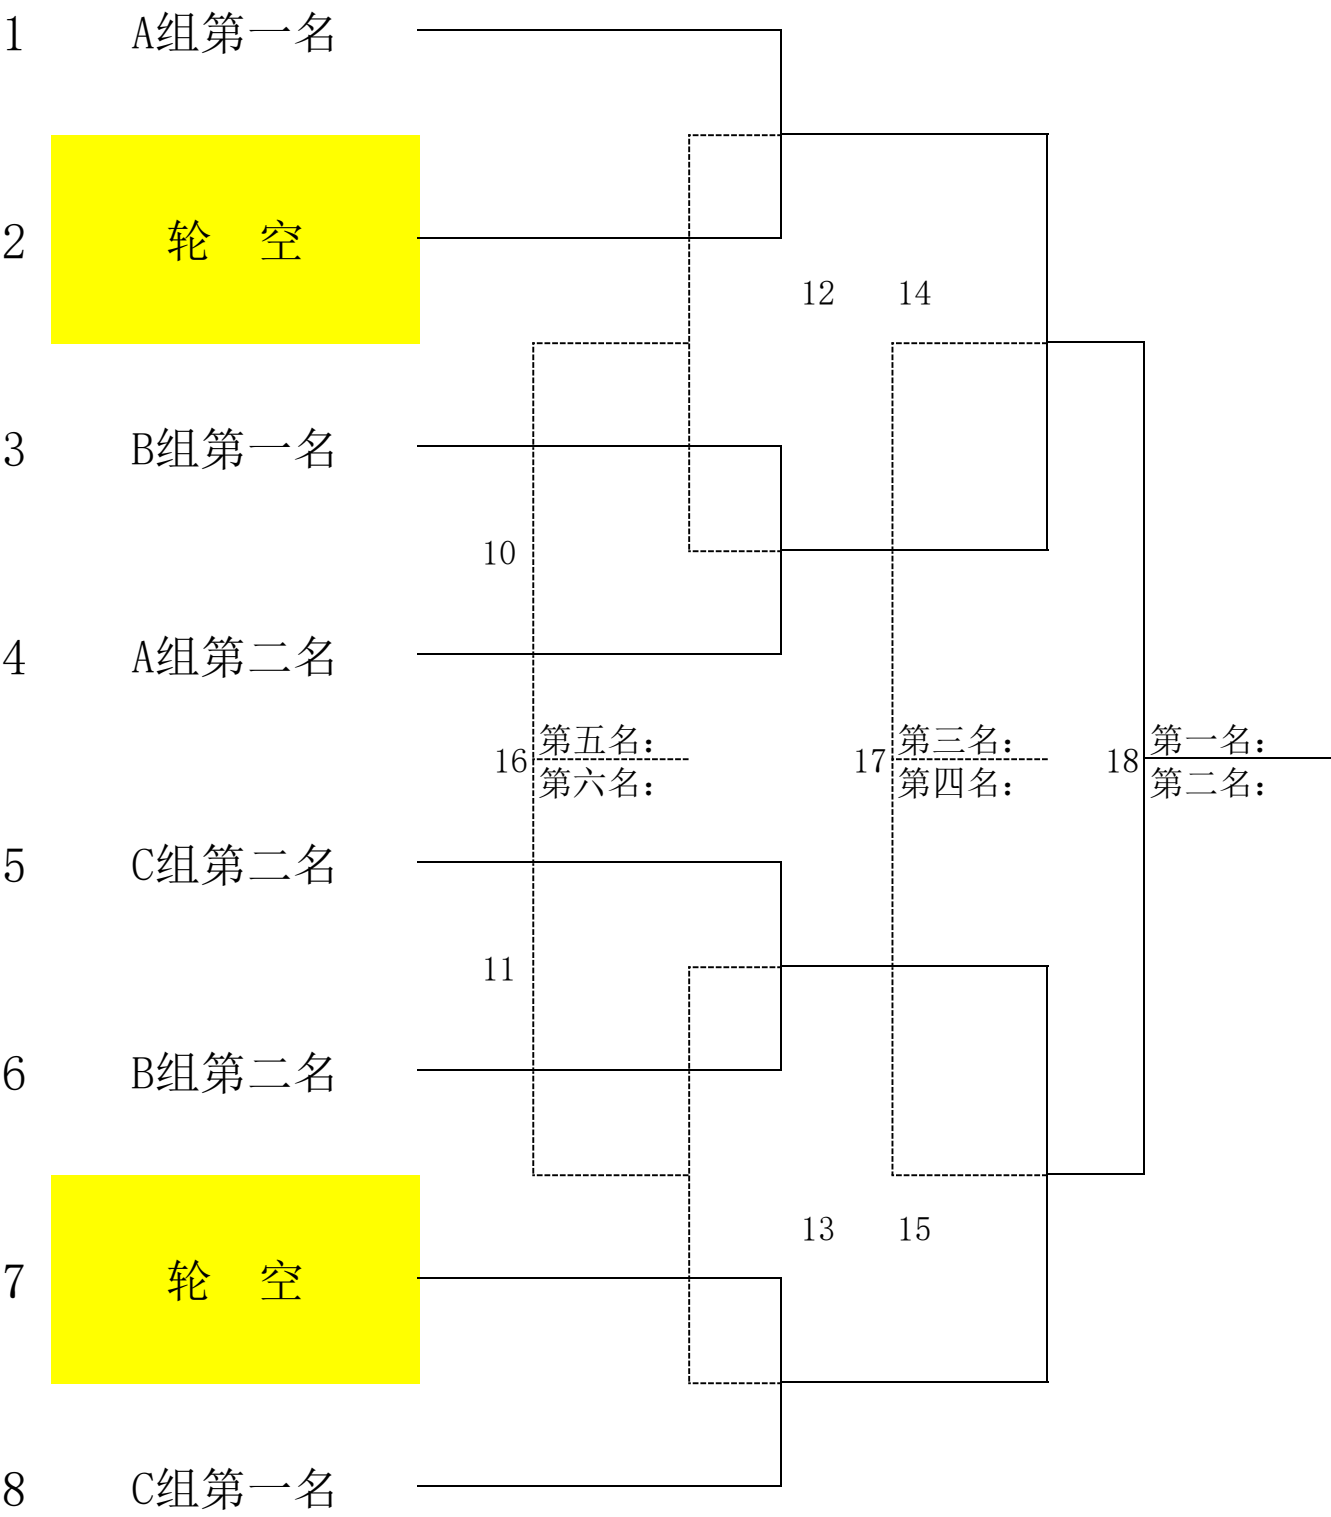 1 A组第一名
2 轮 空
12 14
3 B组第一名
10
4 A组第二名
第五名: 第三名: 第一名:
16 17 18
第六名: 第四名: 第二名:
5 C组第二名
11
6 B组第二名
13 15
7 轮 空
8 C组第一名